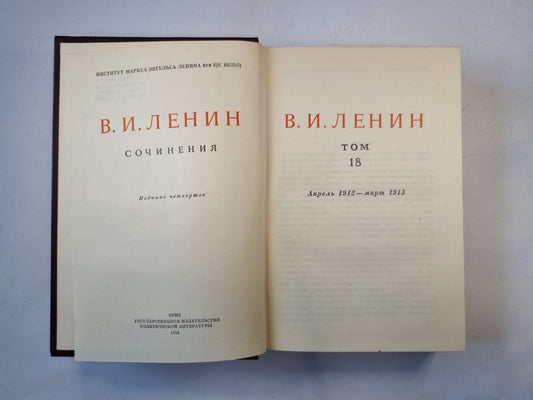 ИНСТИТУТ МАРКСА-ЭНГЕЛЬСА-ЛЕНИНА при ЦК ВКП(б)
В. И. ЛЕНИН
СОЧИНЕНИЯ
Издание четвертое
ОГИЗ
ГОСУДАРСТВЕННОЕ ИЗДАТЕЛЬСТВО
ПОЛИТИЧЕСКОЙ ЛИТЕРАТУРЫ
1948
В. И. ЛЕНИН
ТОМ
18
Апрель 1912 — март 1913